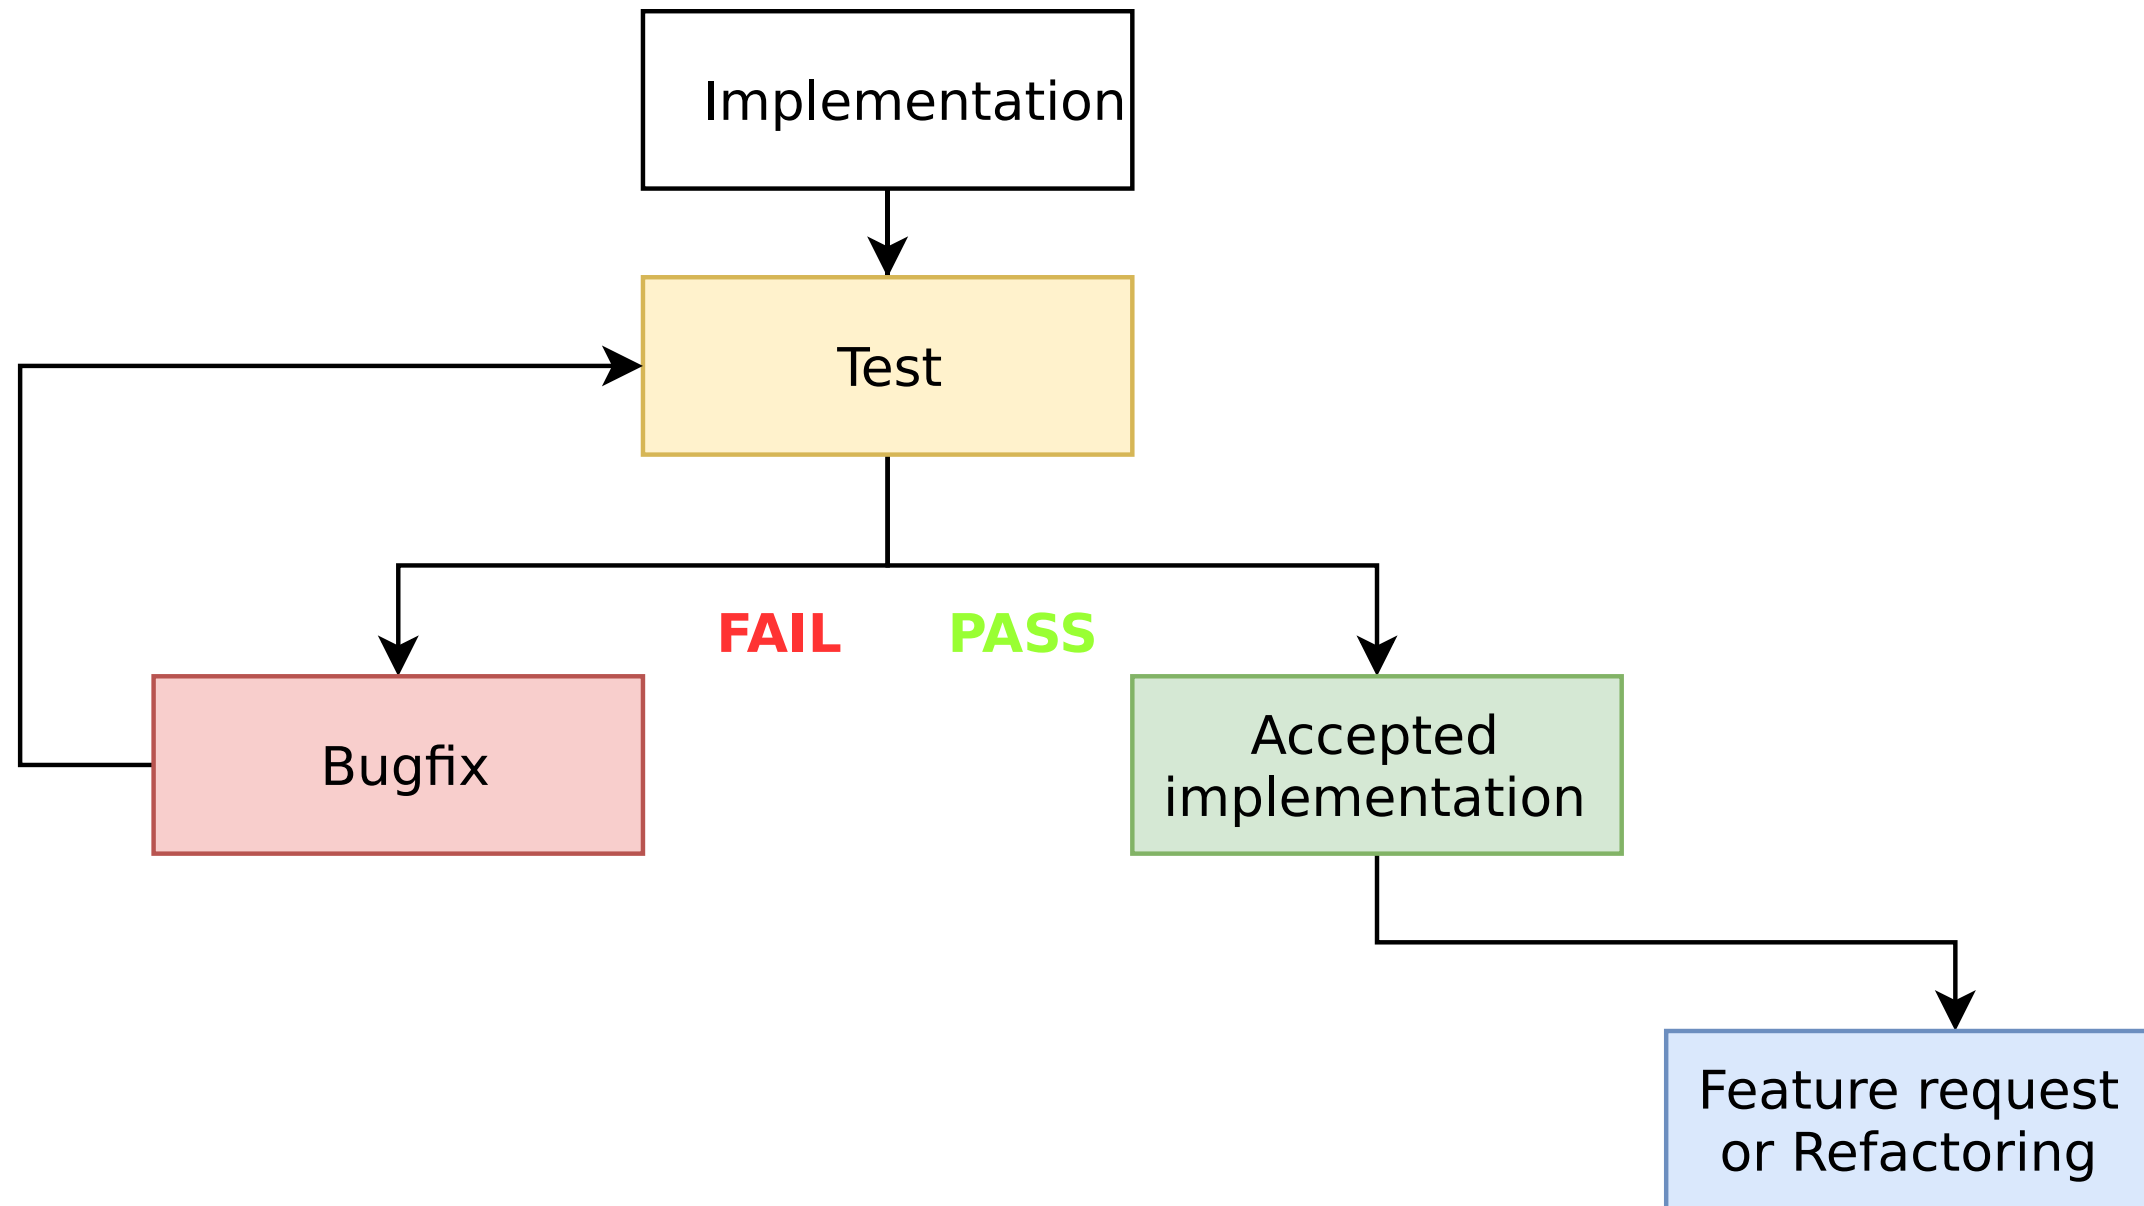 Implementation
Test
FAIL
PASS
Bugfix
Accepted
implementation
Feature request
or Refactoring